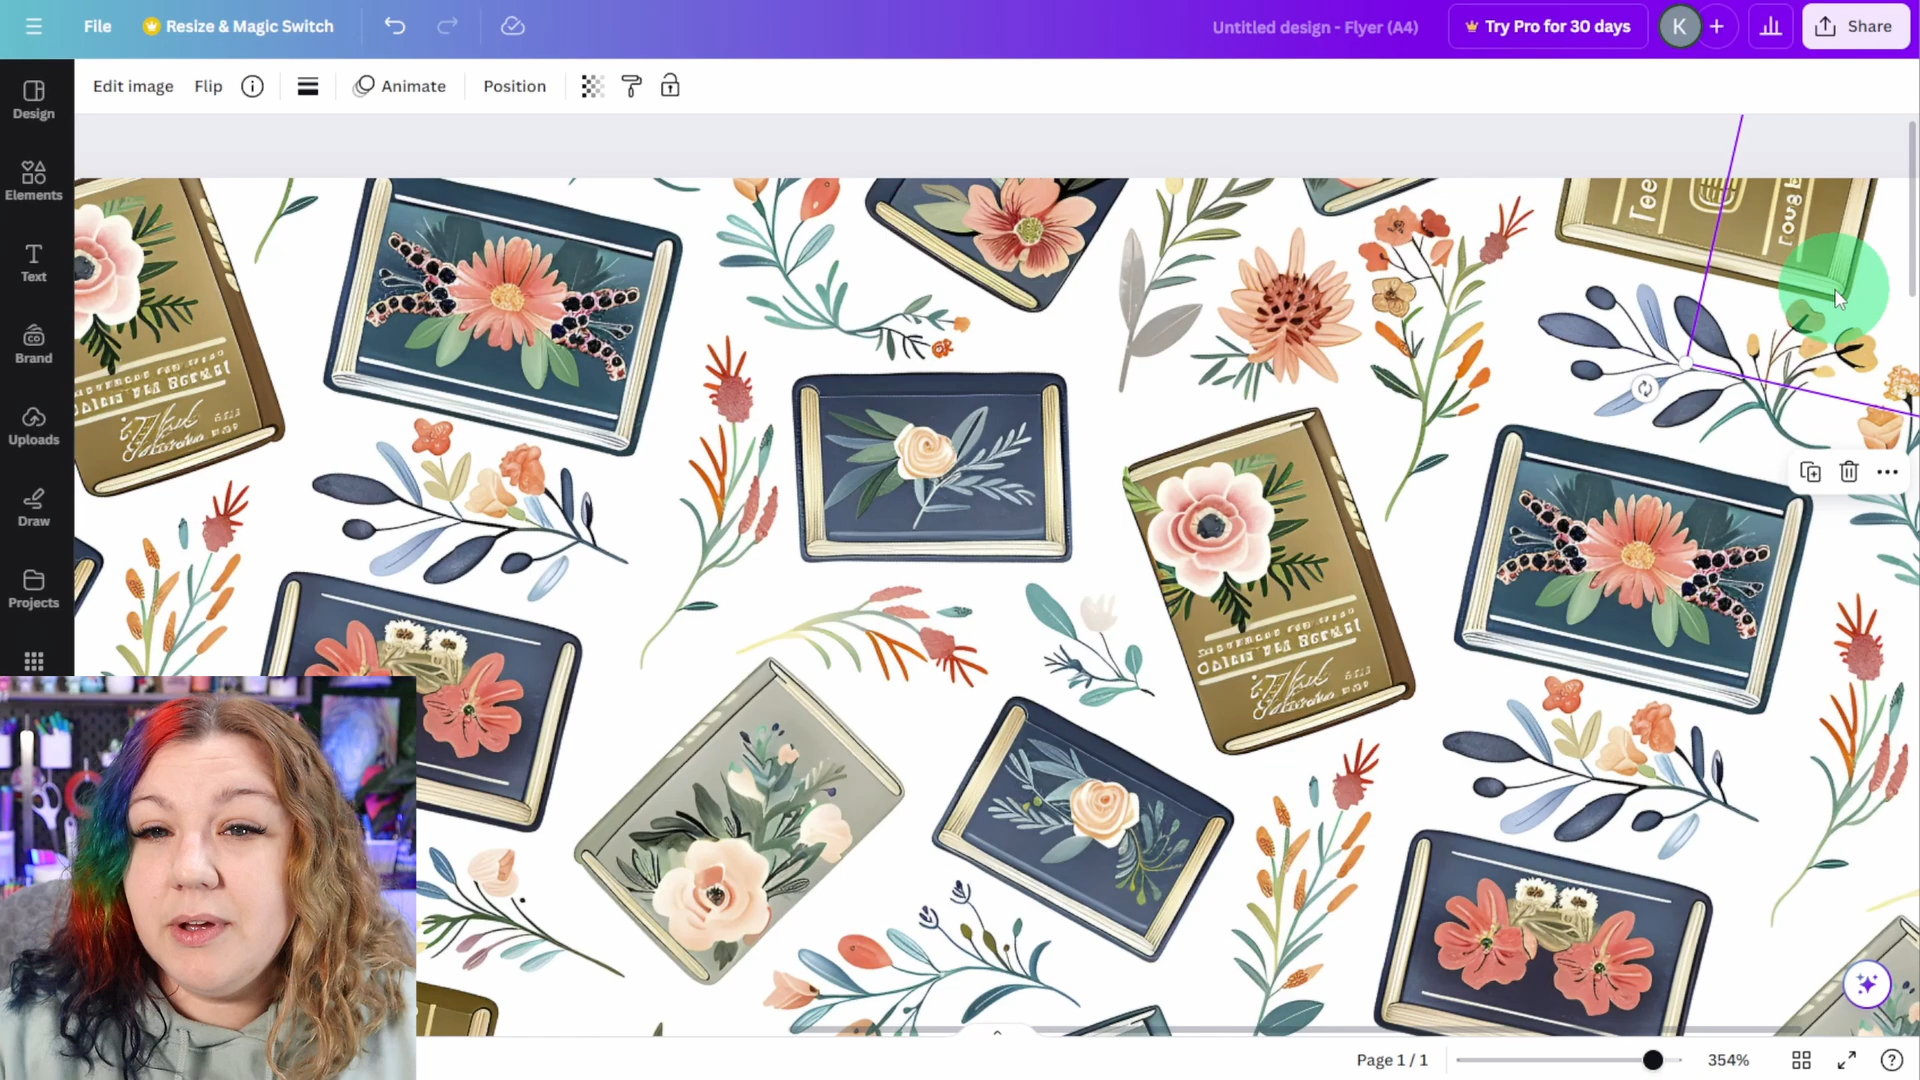 File
Resize & Magic Switch
Untitled design - Flyer (A4)
Try Pro for 30 days
K
Share
Edit image
Flip
Animate
Position
Design
Elements
Text
Brand
Uploads
Draw
Projects
Page 1 / 1
354%